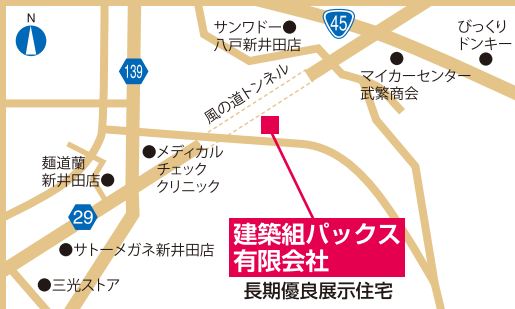 N
サンワドー
八戸新井田店
45
びっくり
ドンキー
139
風の道トンネル
マイカーセンター
武繁商会
麺道蘭
新井田店
メディカル
チェック
クリニック
29
建築組パックス
有限会社
サトーメガネ新井田店
三光ストア
長期優良展示住宅